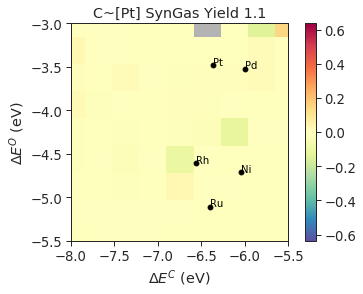 C~[Pt] SynGas Yield 1.1
−3.0
−3.5
−4.0
−4.5
−5.0
−5.5
ΔE^O (eV)
Pt
Pd
Rh
Ni
Ru
−8.0 −7.5 −7.0 −6.5 −6.0 −5.5
ΔE^C (eV)
0.6
0.4
0.2
0.0
−0.2
−0.4
−0.6